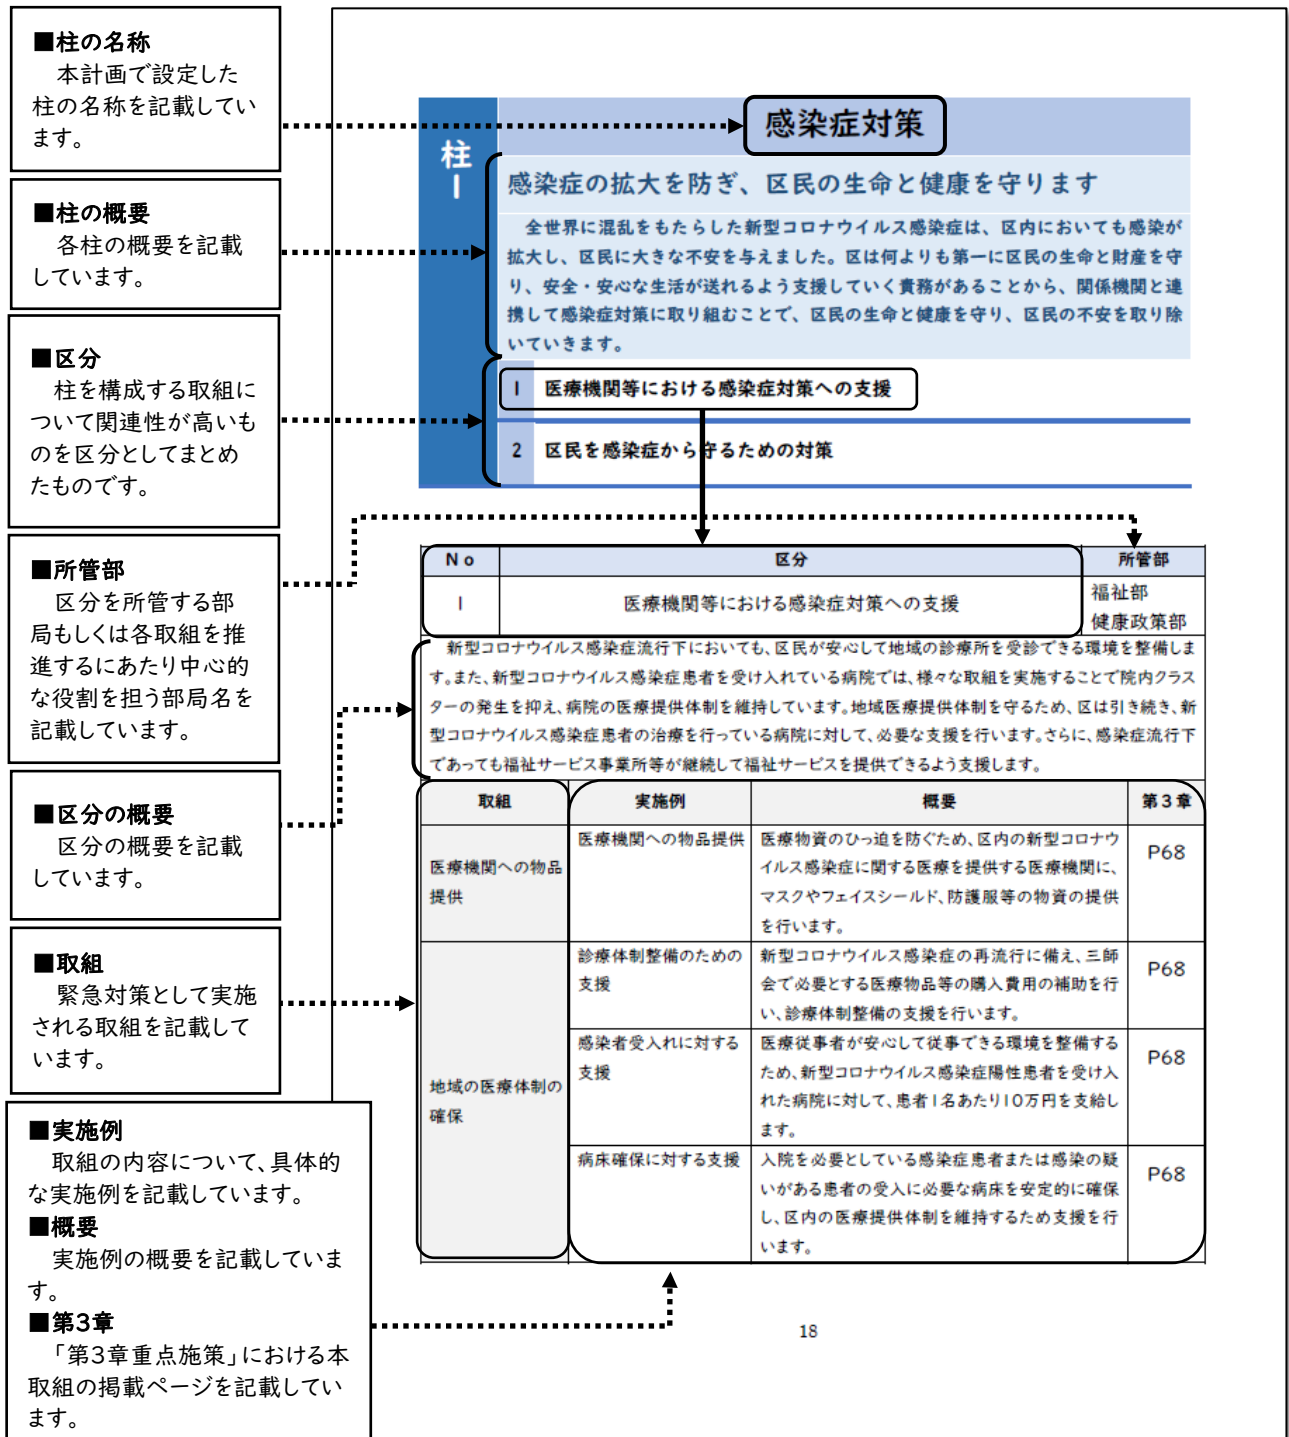 ■柱の名称
本計画で設定した
柱の名称を記載してい
ます。
■柱の概要
各柱の概要を記載
しています。
■区分
柱を構成する取組に
ついて関連性が高いも
のを区分としてまとめ
たものです。
■所管部
区分を所管する部
局もしくは各取組を推
進するにあたり中心的
な役割を担う部局名を
記載しています。
■区分の概要
区分の概要を記載
しています。
■取組
緊急対策として実施
される取組を記載して
います。
■実施例
取組の内容について、具体的
な実施例を記載しています。
■概要
実施例の概要を記載していま
す。
■第3章
「第3章重点施策」における本
取組の掲載ページを記載してい
ます。
柱1
感染症対策
感染症の拡大を防ぎ、区民の生命と健康を守ります
全世界に混乱をもたらした新型コロナウイルス感染症は、区内においても感染が
拡大し、区民に大きな不安を与えました。区は何よりも第一に区民の生命と財産を守
り、安全・安心な生活が送れるよう支援していく責務があることから、関係機関と連
携して感染症対策に取り組むことで、区民の生命と健康を守り、区民の不安を取り除
いていきます。
1 医療機関等における感染症対策への支援
2 区民を感染症から守るための対策
No 区分 所管部
1 医療機関等における感染症対策への支援 福祉部
健康政策部
新型コロナウイルス感染症流行下においても、区民が安心して地域の診療所を受診できる環境を整備しま
す。また、新型コロナウイルス感染症患者を受け入れている病院では、様々な取組を実施することで院内クラス
ターの発生を抑え、病院の医療提供体制を維持しています。地域医療提供体制を守るため、区は引き続き、新
型コロナウイルス感染症患者の治療を行っている病院に対して、必要な支援を行います。さらに、感染症流行下
であっても福祉サービス事業所等が継続して福祉サービスを提供できるよう支援します。
取組 実施例 概要 第3章
医療機関への物品
提供
医療機関への物品提供
医療物資のひっ迫を防ぐため、区内の新型コロナウ
イルス感染症に関する医療を提供する医療機関に、
マスクやフェイスシールド、防護服等の物資の提供
を行います。
P68
地域の医療体制の
確保
診療体制整備のための
支援
新型コロナウイルス感染症の再流行に備え、三師
会で必要とする医療物品等の購入費用の補助を行
い、診療体制整備の支援を行います。
P68
感染者受入れに対する
支援
医療従事者が安心して従事できる環境を整備する
ため、新型コロナウイルス感染症陽性患者を受け入
れた病院に対して、患者1名あたり10万円を支給し
ます。
P68
病床確保に対する支援
入院を必要としている感染症患者または感染の疑
いがある患者の受入に必要な病床を安定的に確保
し、区内の医療提供体制を維持するため支援を行
います。
P68
18